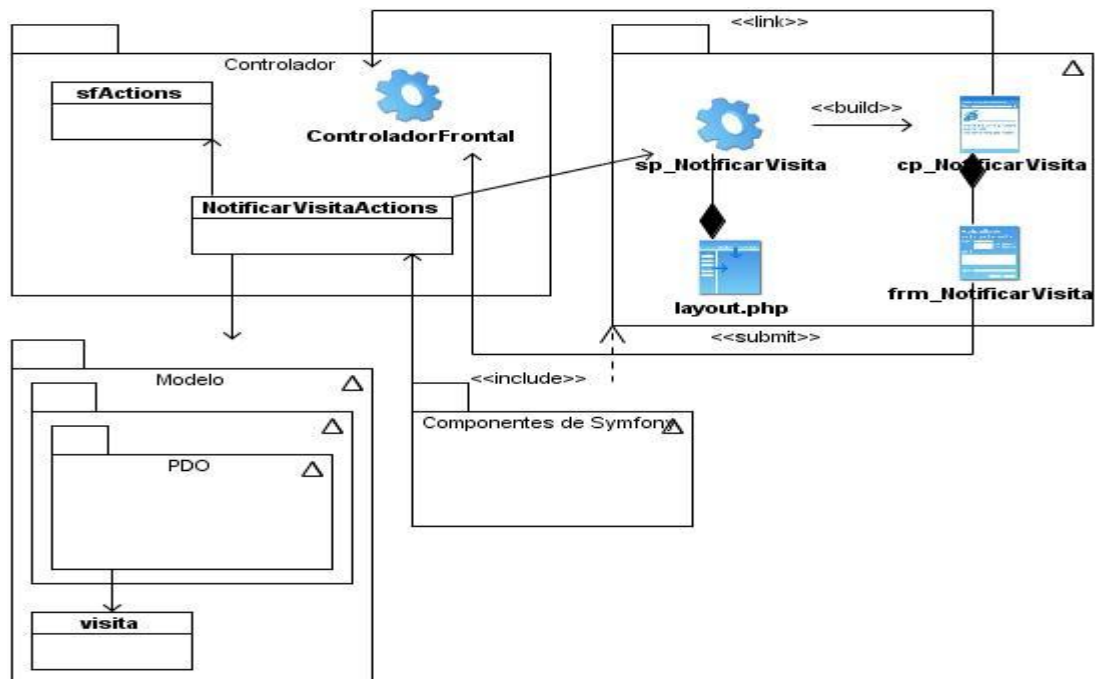 <<link>>
Controlador
sfActions
ControladorFrontal
<<build>>
sp_NotificarVisita
cp_NotificarVisita
NotificarVisitaActions
layout.php
frm_NotificarVisita
<<submit>>
Modelo
<<include>>
Componentes de Symfony
PDO
visita